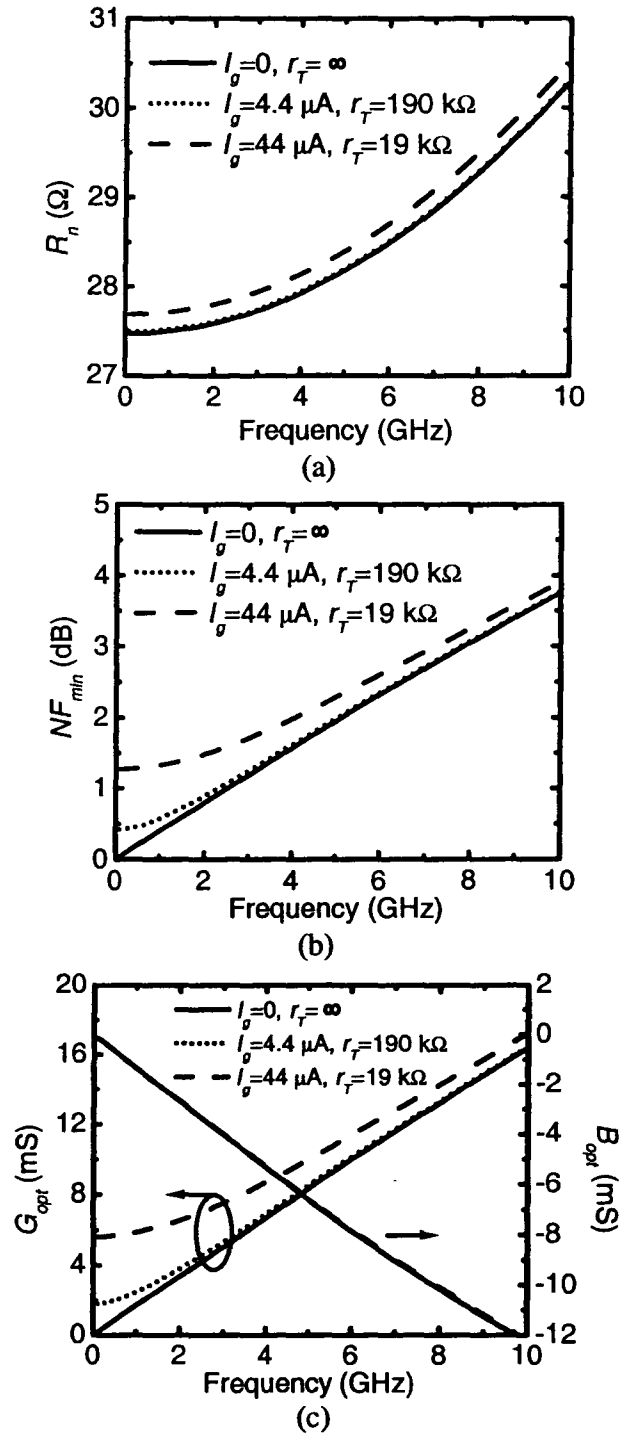 31
30
29
28
27
R_n (Ω)
I_g=0, r_T= ∞
I_g=4.4 μA, r_T=190 kΩ
I_g=44 μA, r_T=19 kΩ
0 2 4 6 8 10
Frequency (GHz)
(a)
5
4
3
2
1
0
NF_min (dB)
I_g=0, r_T=∞
I_g=4.4 μA, r_T=190 kΩ
I_g=44 μA, r_T=19 kΩ
0 2 4 6 8 10
Frequency (GHz)
(b)
20
16
12
8
4
0
G_opt (mS)
I_g=0, r_T= ∞
I_g=4.4 μA, r_T=190 kΩ
I_g=44 μA, r_T=19 kΩ
2
0
-2
-4
-6
-8
-10
-12
B_opt (mS)
0 2 4 6 8 10
Frequency (GHz)
(c)